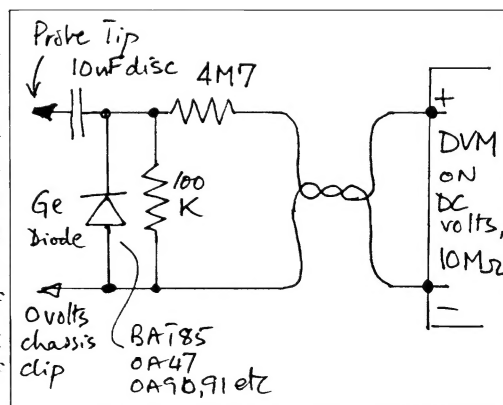 Probe Tip
10nF disc
4M7
+
DVM
ON
DC
volts,
10MΩ
-
100
K
Ge
Diode
0 volts
chassis
clip
BAT85
OA47
OA90,91 etc